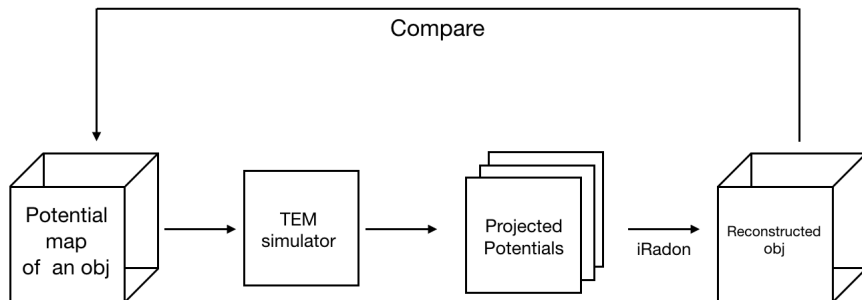 Compare
Potential
map
of an obj
TEM
simulator
Projected
Potentials
iRadon
Reconstructed
obj